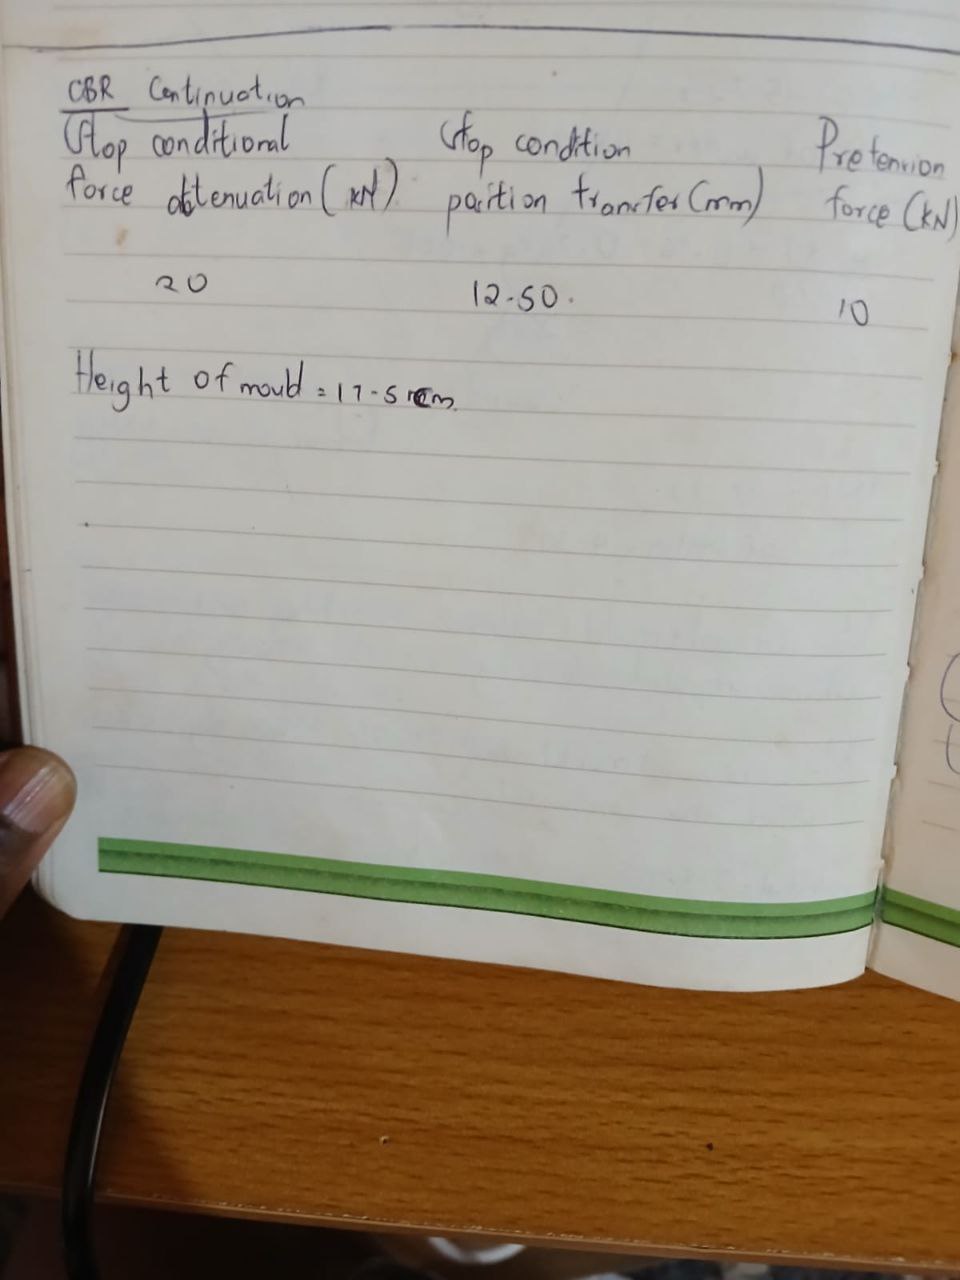 CBR Continuation
Stop conditional
force attenuation (kN)
Stop condition
position transfer (mm)
Pretension
force (kN)
20
12.50.
10
Height of mould = 17.5 cm